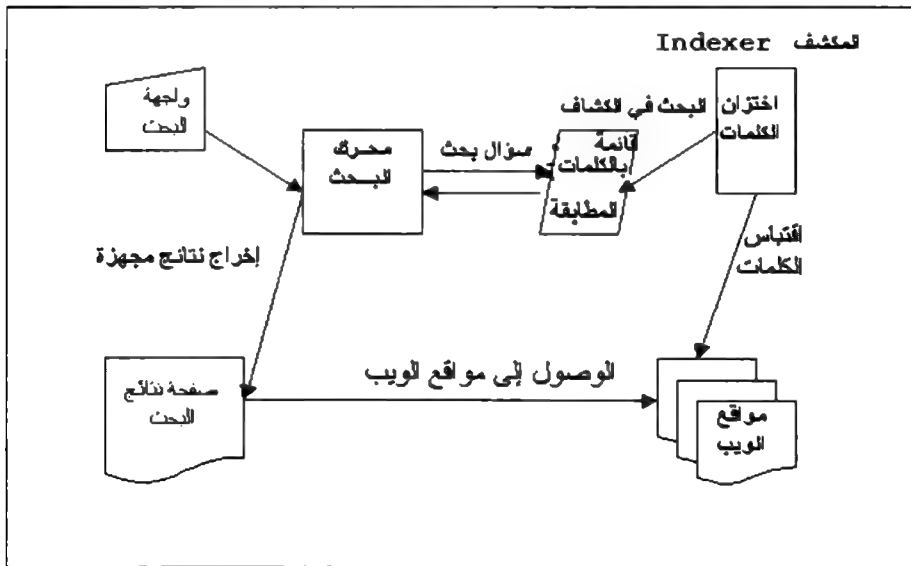 المكشف Indexer
واجهة
البحث
محرك
البحث
سؤال بحث
البحث في الكشاف
قائمة
بالكلمات
المطابقة
اختزان
الكلمات
اقتباس
الكلمات
إخراج نتائج مجهزة
صفحة نتائج
البحث
الوصول إلى مواقع الويب
مواقع
الويب